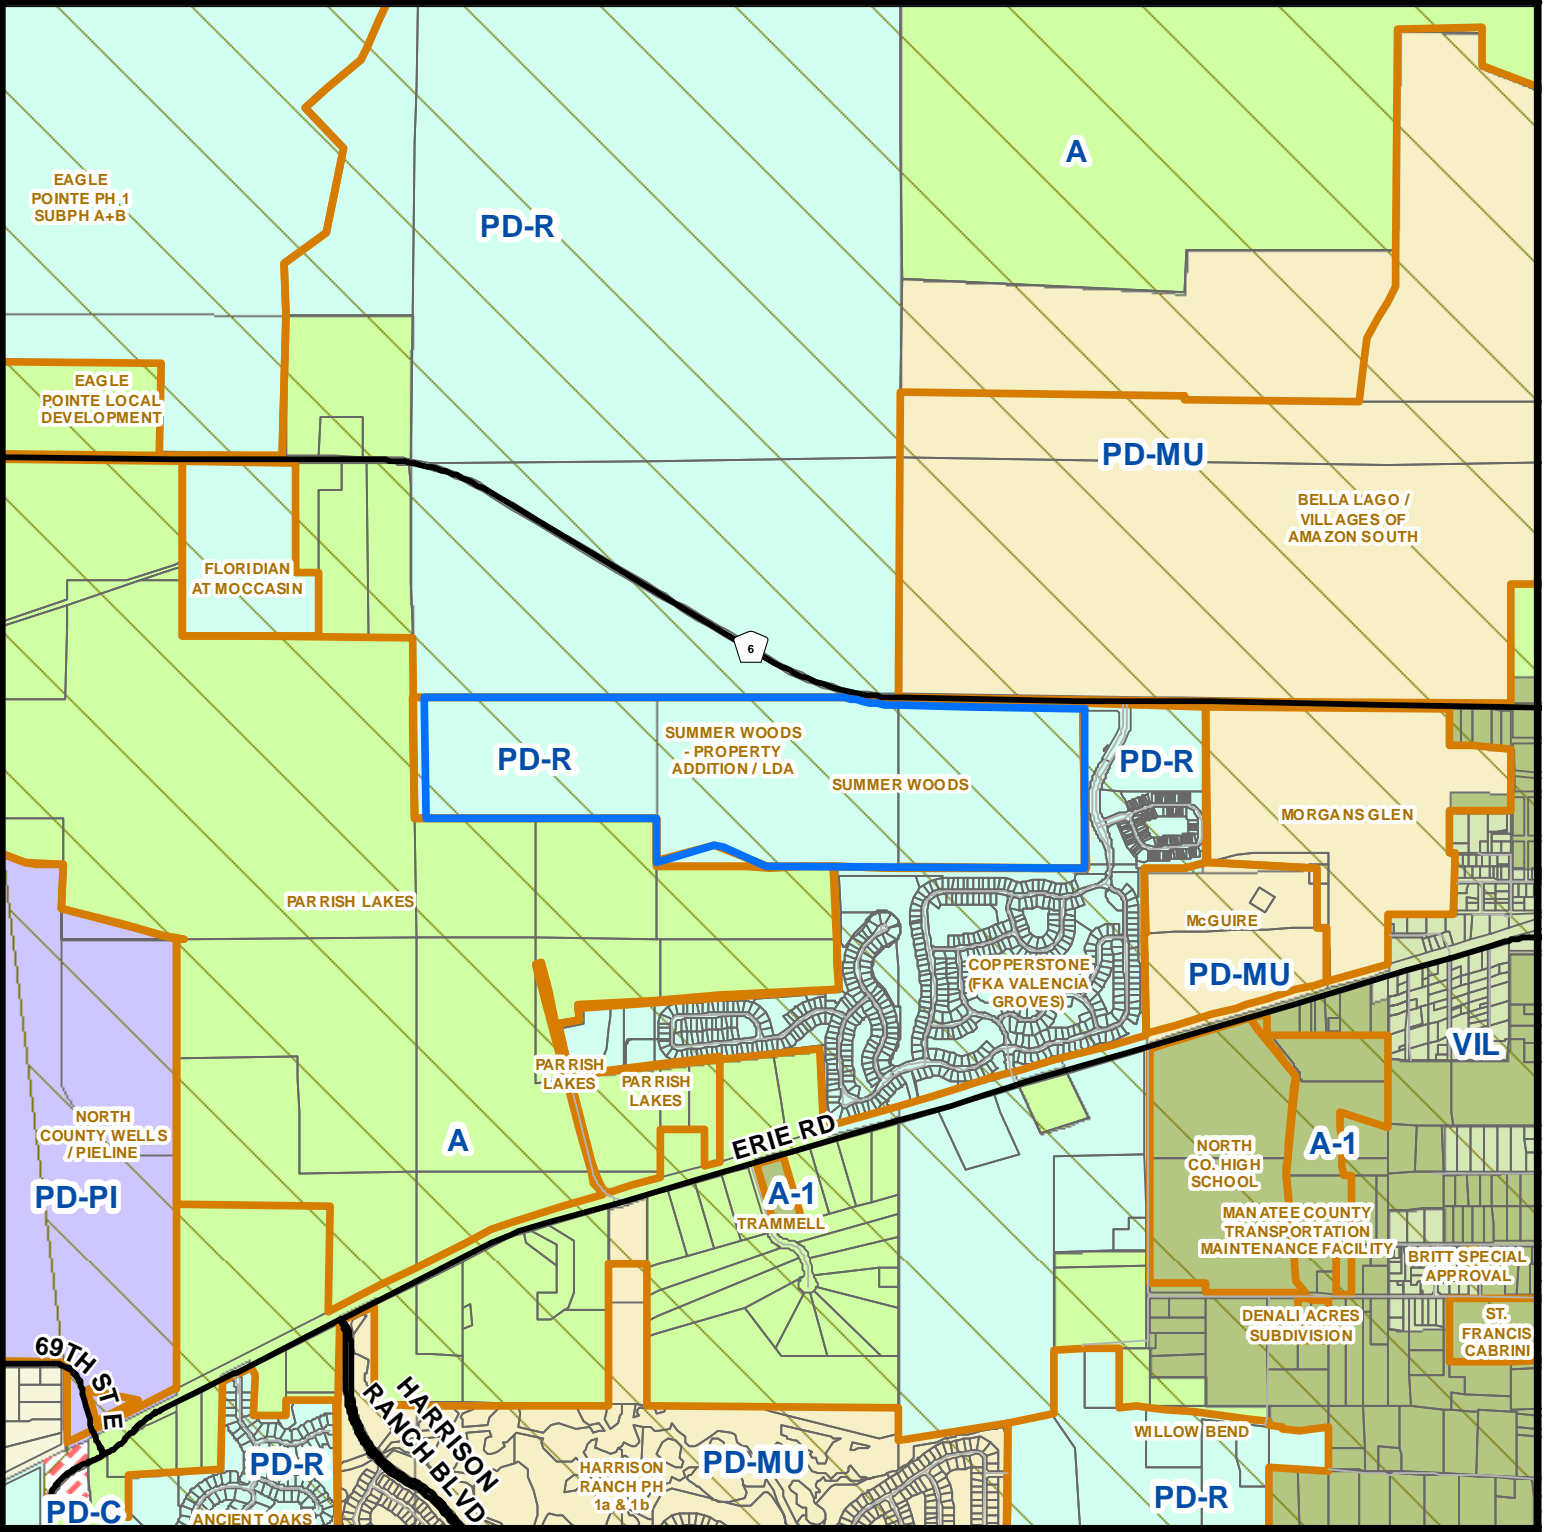 A
EAGLE
POINTE PH 1
SUBPH A+B
PD-R
EAGLE
POINTE LOCAL
DEVELOPMENT
PD-MU
BELLA LAGO /
VILLAGES OF
AMAZON SOUTH
FLORIDIAN
AT MOCCASIN
6
SUMMER WOODS
- PROPERTY
ADDITION / LDA
PD-R
SUMMER WOODS
PD-R
MORGANS GLEN
PARRISH LAKES
McGUIRE
COPPERSTONE
(FKA VALENCIA
GROVES)
PD-MU
VIL
PARRISH
LAKES
PARRISH
LAKES
NORTH
COUNTY WELLS
/ PIELINE
A
ERIE RD
A-1
NORTH
CO. HIGH
SCHOOL
PD-PI
A-1
TRAMMELL
MANATEE COUNTY
TRANSPORTATION
MAINTENANCE FACILITY
BRITT SPECIAL
APPROVAL
DENALI ACRES
SUBDIVISION
ST.
FRANCIS
CABRINI
69TH ST E
HARRISON
RANCH BLVD
WILLOW BEND
PD-R
PD-MU
HARRISON
RANCH PH
1a & 1b
PD-R
PD-C
ANCIENT OAKS